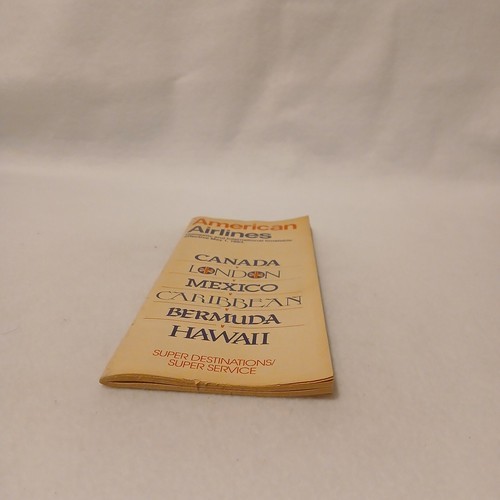 American
Airlines
CANADA
LONDON
MEXICO
CARIBBEAN
BERMUDA
HAWAII
SUPER DESTINATIONS/
SUPER SERVICE